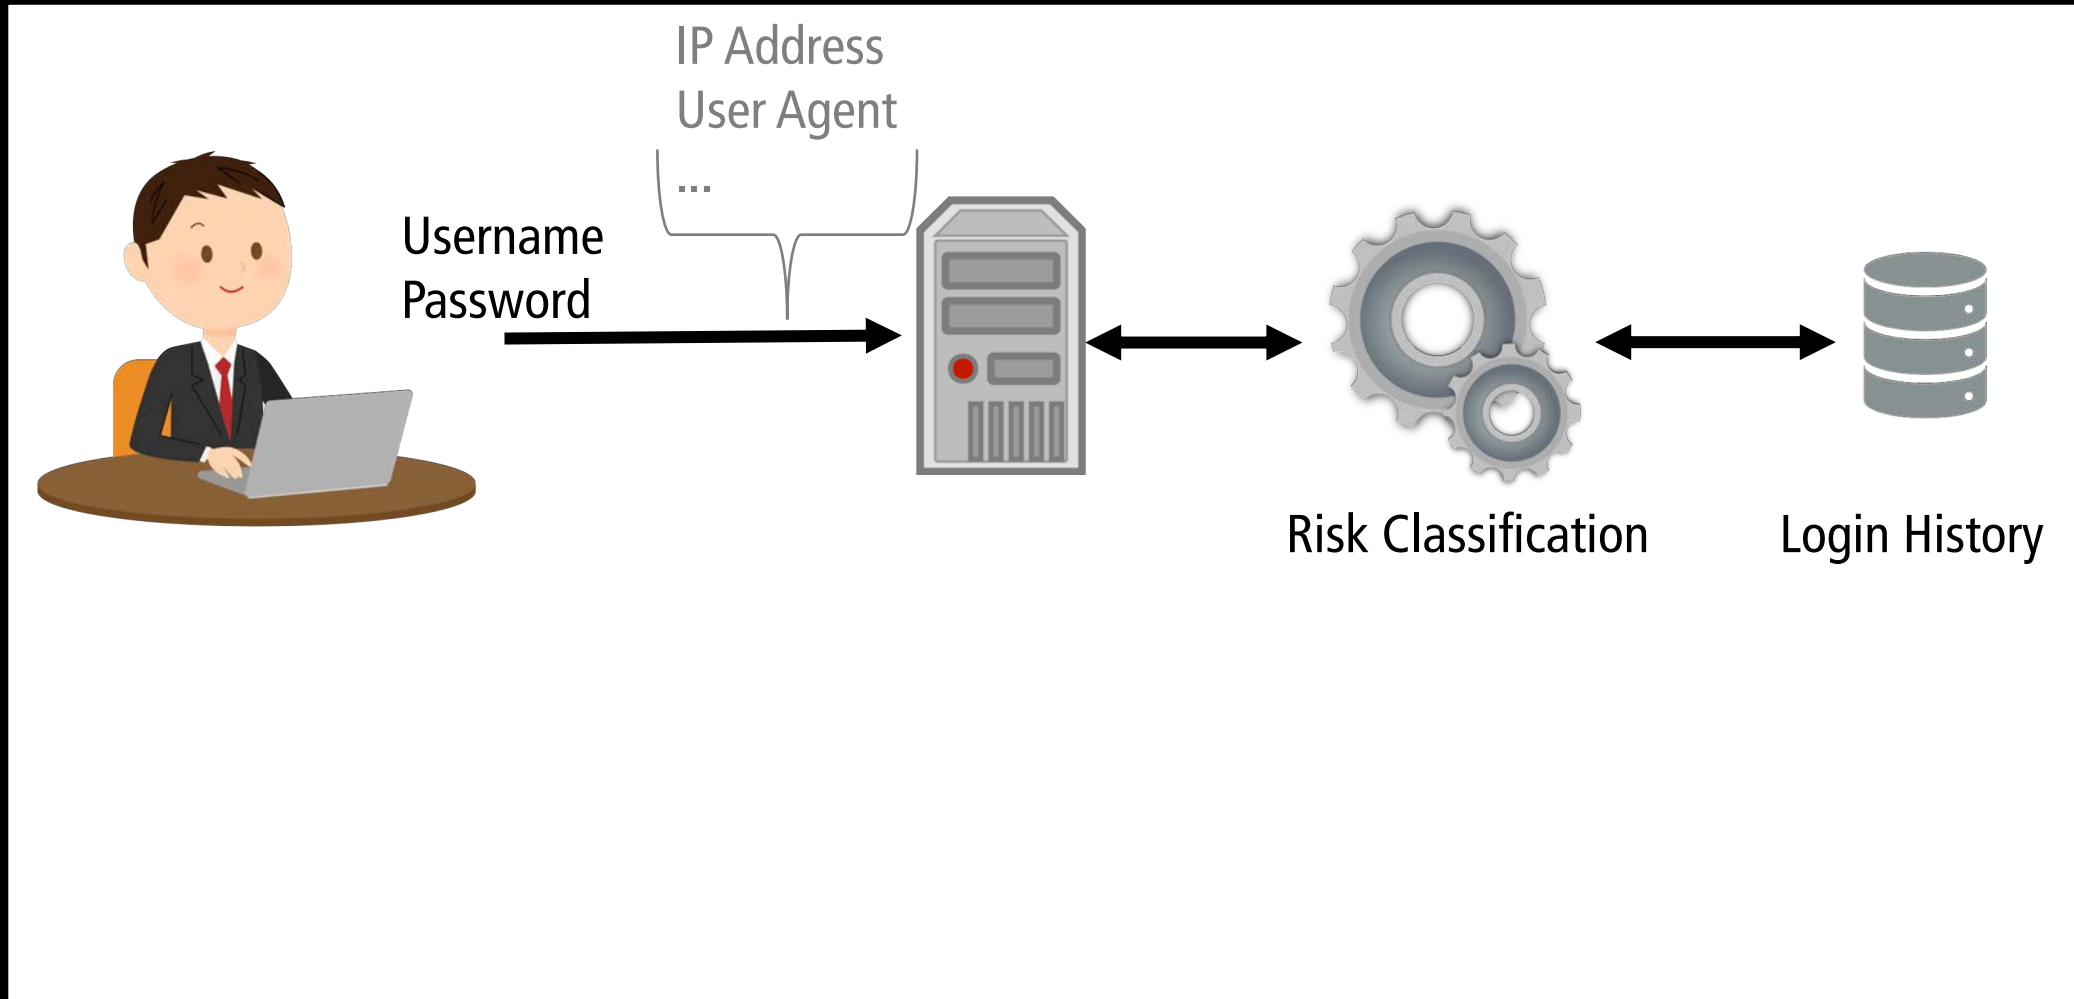 IP Address
User Agent
...
Username
Password
Risk Classification
Login History